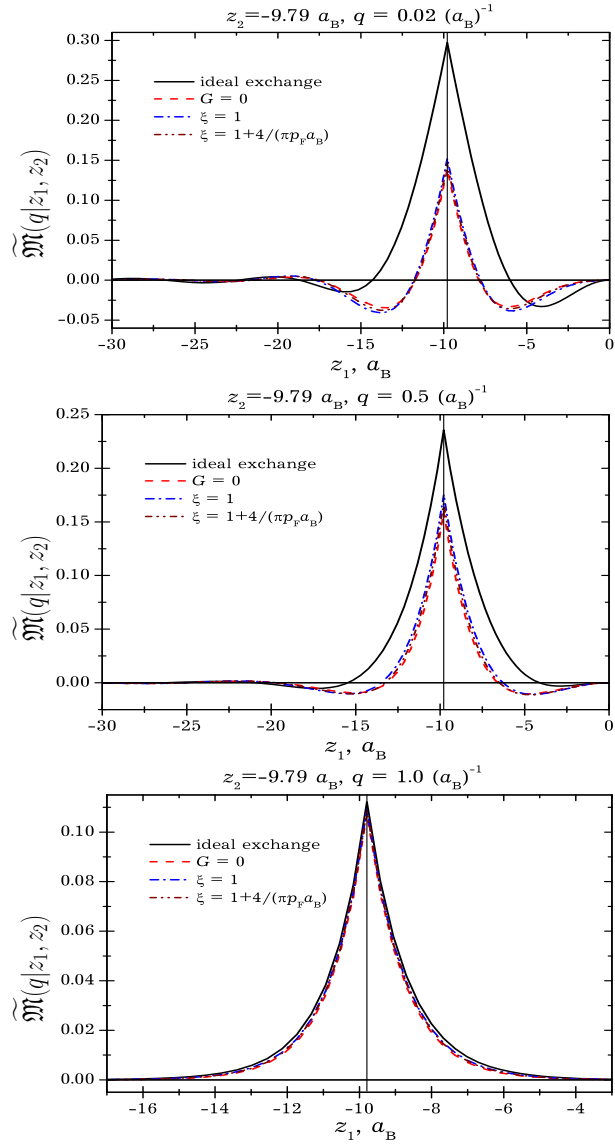 z₂=-9.79 a_B, q = 0.02 (a_B)⁻¹
0.30
0.25
0.20
0.15
0.10
0.05
0.00
-0.05
ideal exchange
G = 0
ξ = 1
ξ = 1+4/(πp_F a_B)
𝔐̃(q|z₁, z₂)
-30 -25 -20 -15 -10 -5 0
z₁, a_B
z₂=-9.79 a_B, q = 0.5 (a_B)⁻¹
0.25
0.20
0.15
0.10
0.05
0.00
ideal exchange
G = 0
ξ = 1
ξ = 1+4/(πp_F a_B)
𝔐̃(q|z₁, z₂)
-30 -25 -20 -15 -10 -5 0
z₁, a_B
z₂=-9.79 a_B, q = 1.0 (a_B)⁻¹
0.10
0.08
0.06
0.04
0.02
0.00
ideal exchange
G = 0
ξ = 1
ξ = 1+4/(πp_F a_B)
𝔐̃(q|z₁, z₂)
-16 -14 -12 -10 -8 -6 -4
z₁, a_B